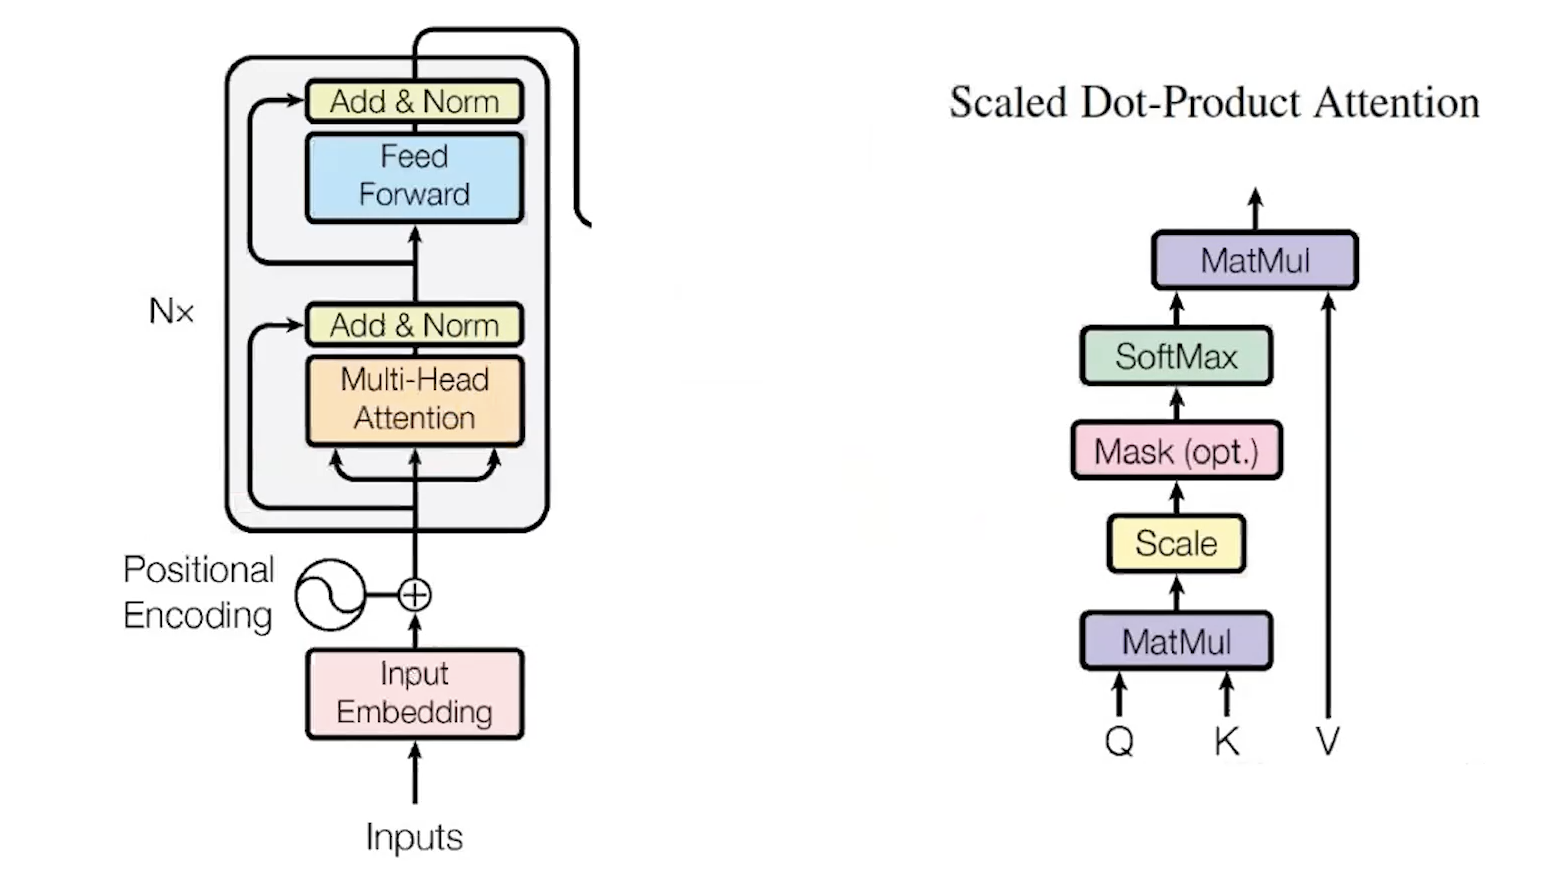 Add & Norm
Feed
Forward
Nx
Add & Norm
Multi-Head
Attention
Positional
Encoding
Input
Embedding
Inputs
Scaled Dot-Product Attention
MatMul
SoftMax
Mask (opt.)
Scale
MatMul
Q K V